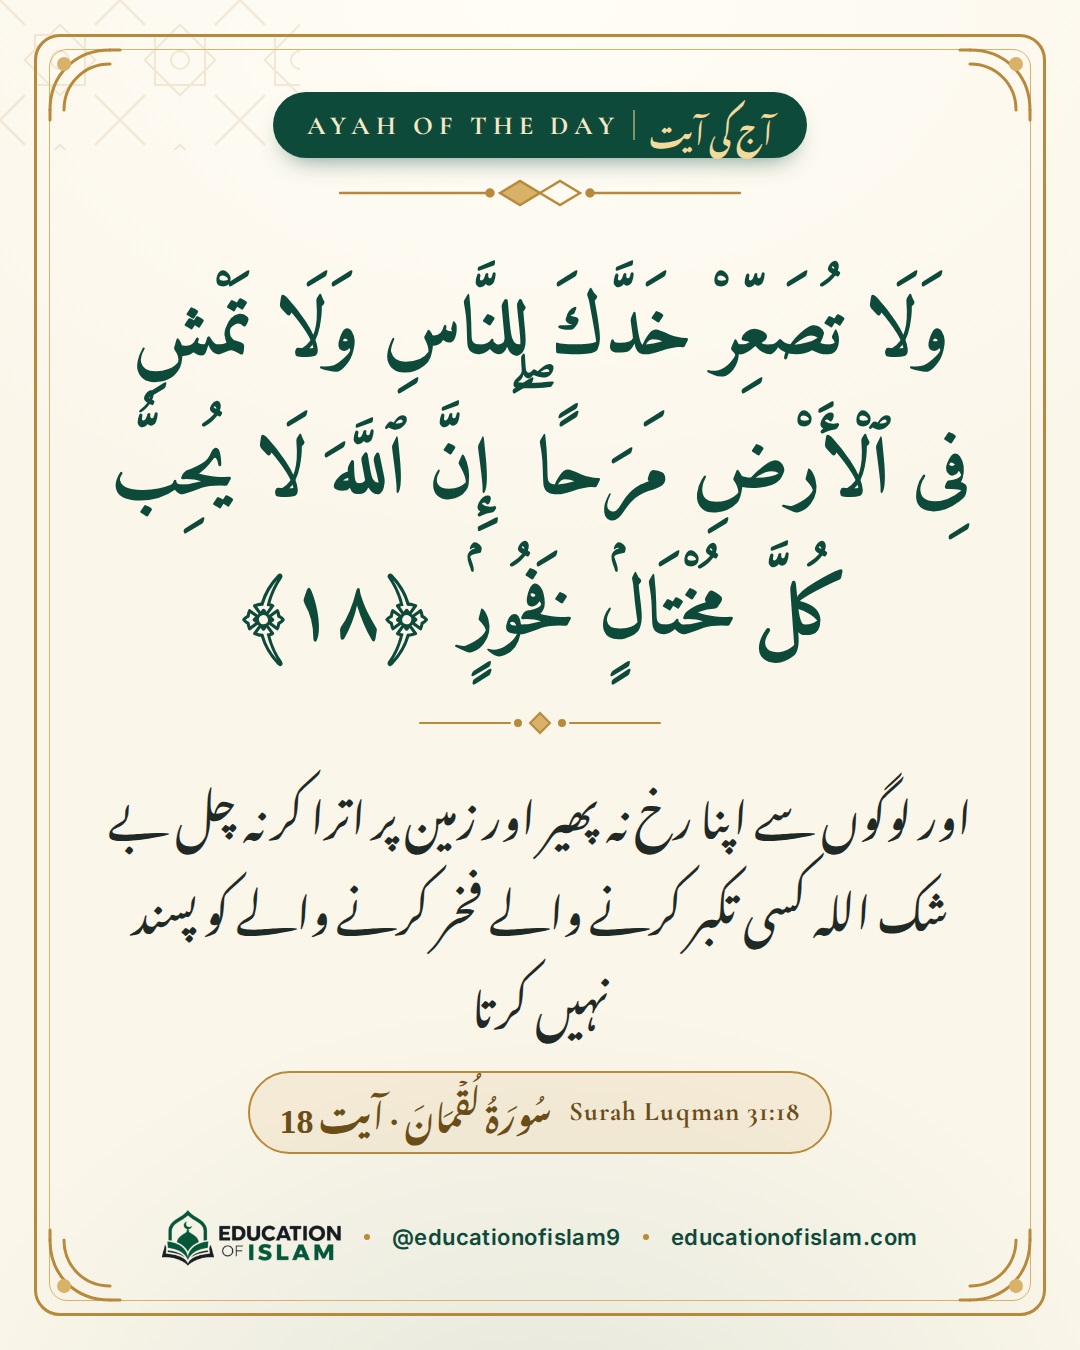 AYAH OF THE DAY | آج کی آیت
وَلَا تُصَعِّرْ خَدَّكَ لِلنَّاسِ وَلَا تَمْشِ
فِى ٱلْأَرْضِ مَرَحًا ۖ إِنَّ ٱللَّهَ لَا يُحِبُّ
كُلَّ مُخْتَالٍۢ فَخُورٍۢ ﴿١٨﴾
اور لوگوں سے اپنا رخ نہ پھیر اور زمین پر اترا کر نہ چل بے
شک اللہ کسی تکبر کرنے والے فخر کرنے والے کو پسند
نہیں کرتا
سُورَةُ لُقۡمَانَ · آیت 18 Surah Luqman 31:18
EDUCATION OF ISLAM • @educationofislam9 • educationofislam.com